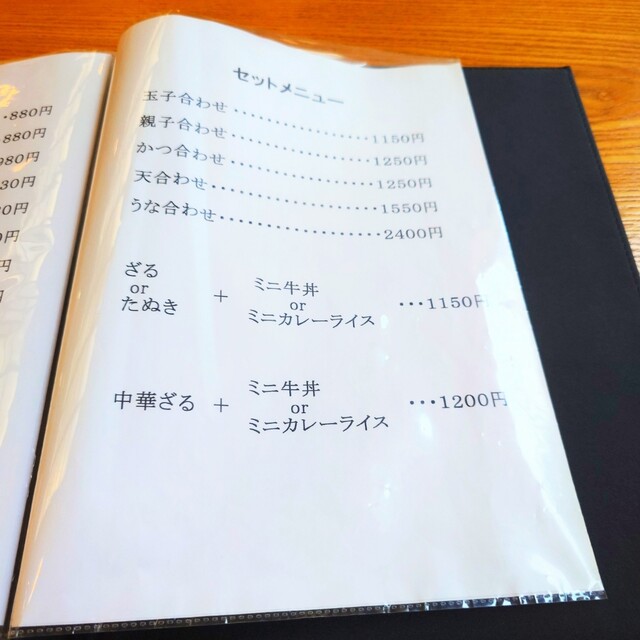 ・880円
880円
980円
30円
円
円
セットメニュー
玉子合わせ・・・・・・・・・・・・・・・・・・1150円
親子合わせ・・・・・・・・・・・・・・・・・・1250円
かつ合わせ・・・・・・・・・・・・・・・・・・1250円
天合わせ・・・・・・・・・・・・・・・・・・・1550円
うな合わせ・・・・・・・・・・・・・・・・・・2400円
ざる
or
たぬき
+
ミニ牛丼
or
ミニカレーライス
・・・1150円
中華ざる
+
ミニ牛丼
or
ミニカレーライス
・・・1200円